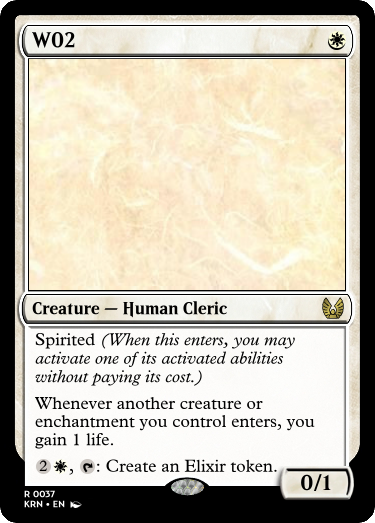 W02
Creature — Human Cleric
Spirited (When this enters, you may
activate one of its activated abilities
without paying its cost.)
Whenever another creature or
enchantment you control enters, you
gain 1 life.
2, : Create an Elixir token.
0/1
R 0037
KRN • EN